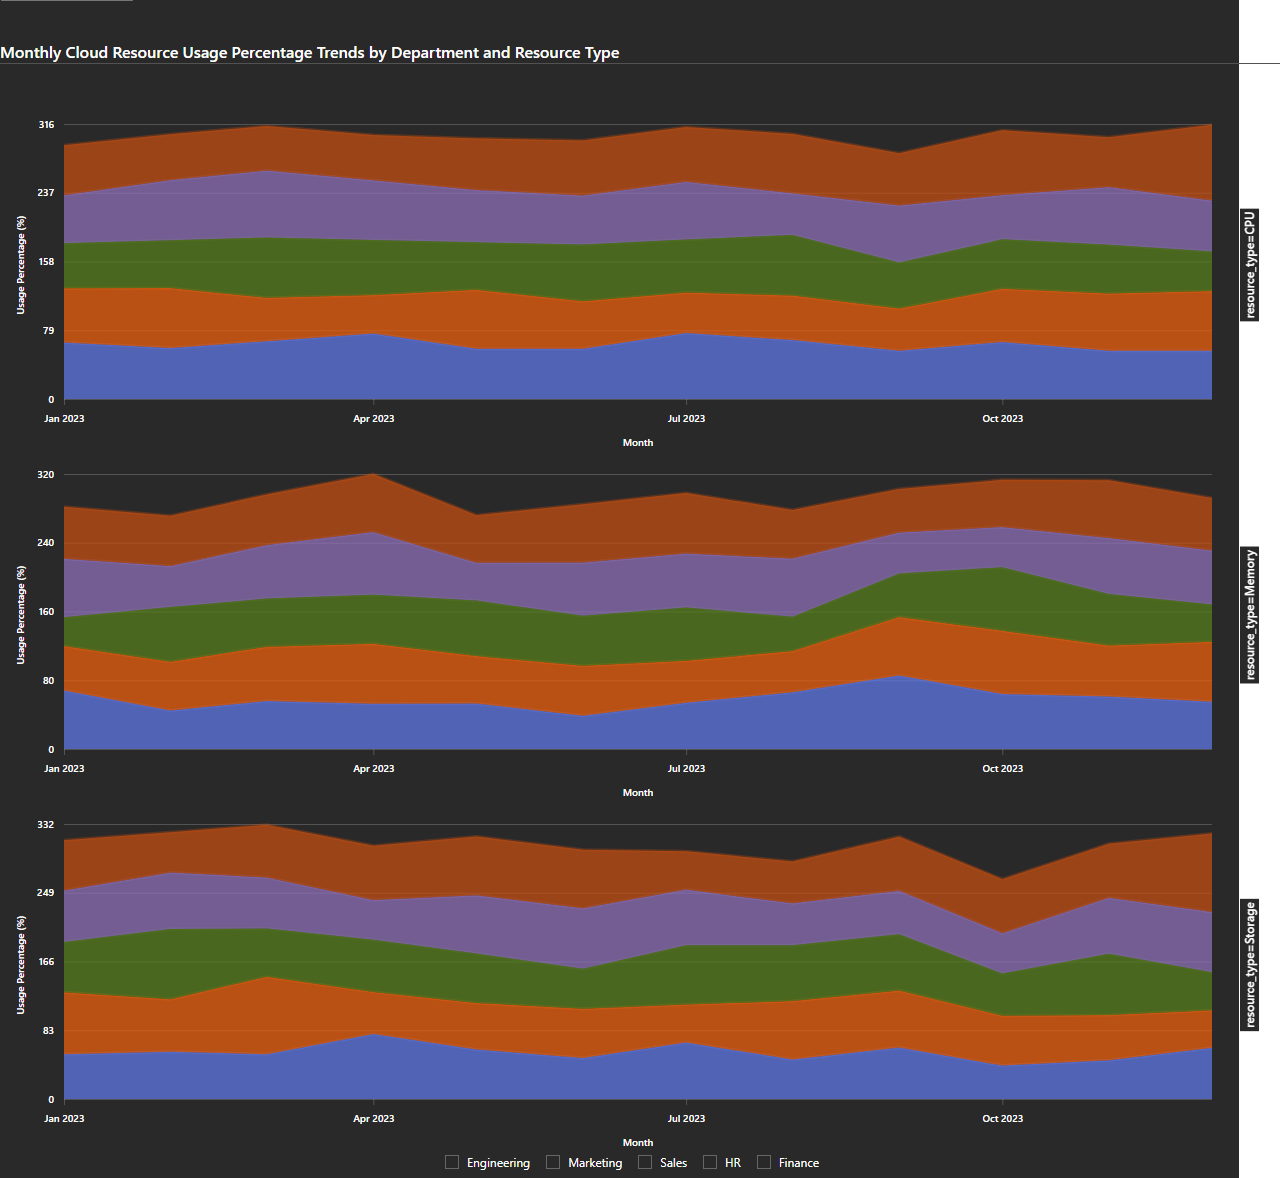 Monthly Cloud Resource Usage Percentage Trends by Department and Resource Type
316
237
158
79
0
Usage Percentage (%)
Jan 2023 Apr 2023 Jul 2023 Oct 2023
Month
resource_type=CPU
320
240
160
80
0
Usage Percentage (%)
Jan 2023 Apr 2023 Jul 2023 Oct 2023
Month
resource_type=Memory
332
249
166
83
0
Usage Percentage (%)
Jan 2023 Apr 2023 Jul 2023 Oct 2023
Month
resource_type=Storage
Engineering Marketing Sales HR Finance